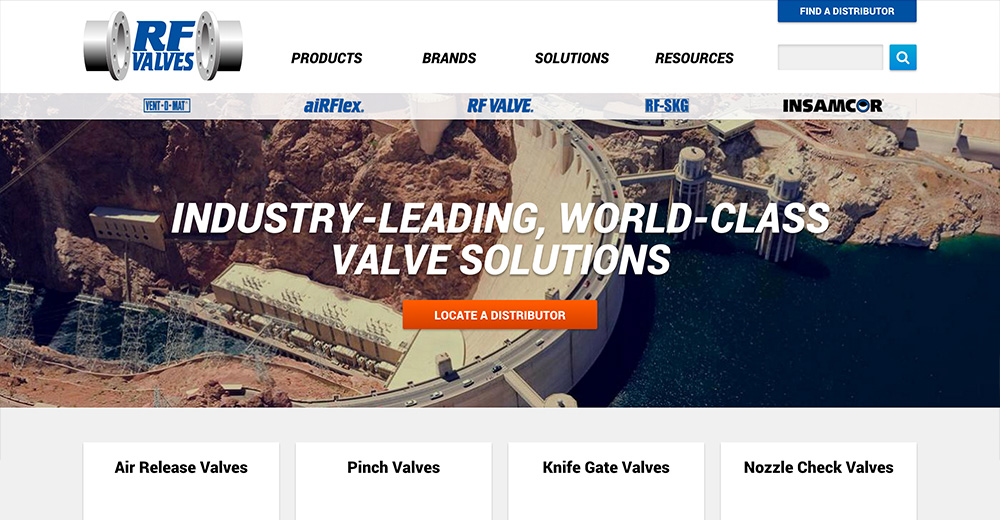 FIND A DISTRIBUTOR
RF
VALVES
PRODUCTS
BRANDS
SOLUTIONS
RESOURCES
VENT-O-MAT
aiRFlex.
RF VALVE.
RF-SKG
INSAMCOR
INDUSTRY-LEADING, WORLD-CLASS
VALVE SOLUTIONS
LOCATE A DISTRIBUTOR
Air Release Valves
Pinch Valves
Knife Gate Valves
Nozzle Check Valves